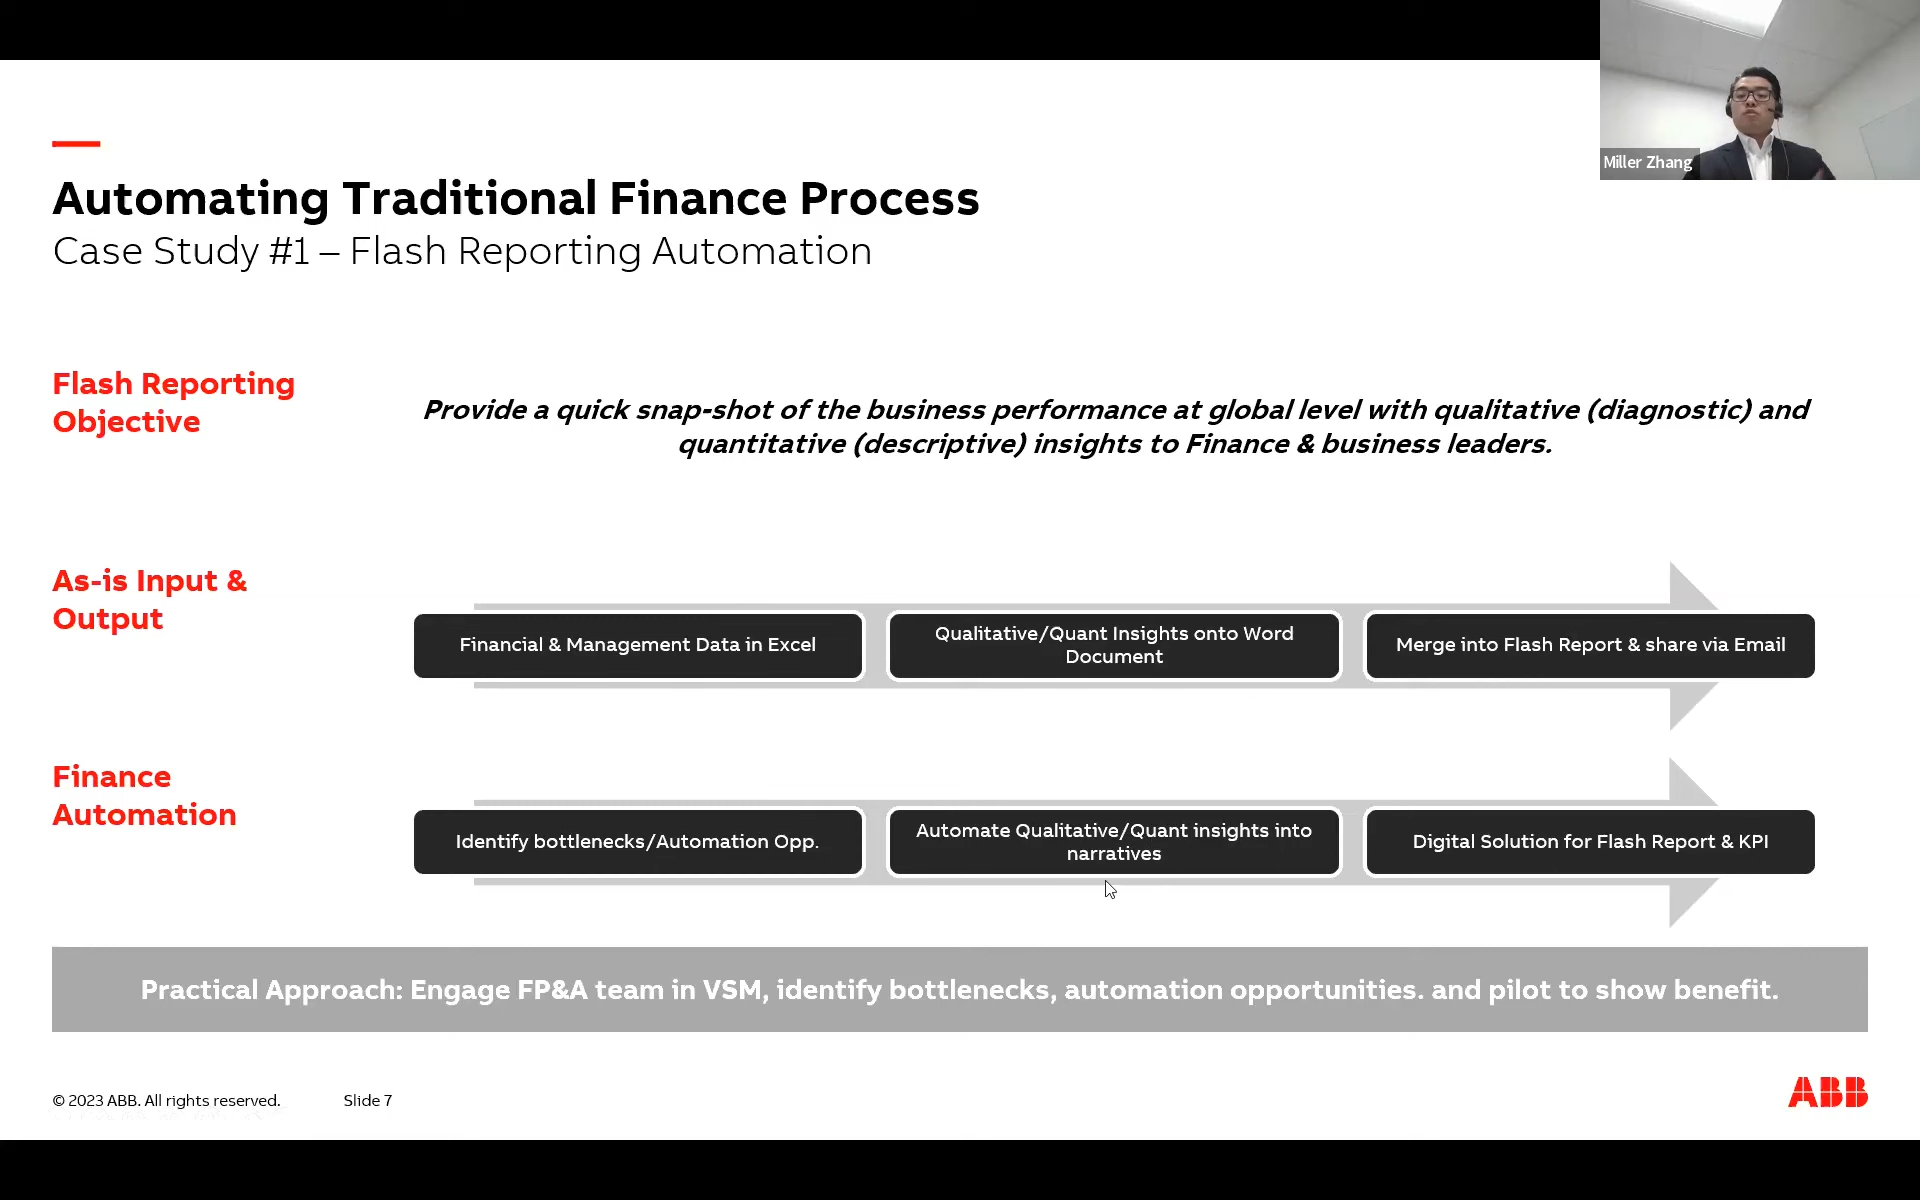 Miller Zhang
Automating Traditional Finance Process
Case Study #1 – Flash Reporting Automation
Flash Reporting
Objective
Provide a quick snap-shot of the business performance at global level with qualitative (diagnostic) and
quantitative (descriptive) insights to Finance & business leaders.
As-is Input &
Output
Financial & Management Data in Excel
Qualitative/Quant Insights onto Word
Document
Merge into Flash Report & share via Email
Finance
Automation
Identify bottlenecks/Automation Opp.
Automate Qualitative/Quant insights into
narratives
Digital Solution for Flash Report & KPI
Practical Approach: Engage FP&A team in VSM, identify bottlenecks, automation opportunities. and pilot to show benefit.
© 2023 ABB. All rights reserved.
Slide 7
ABB